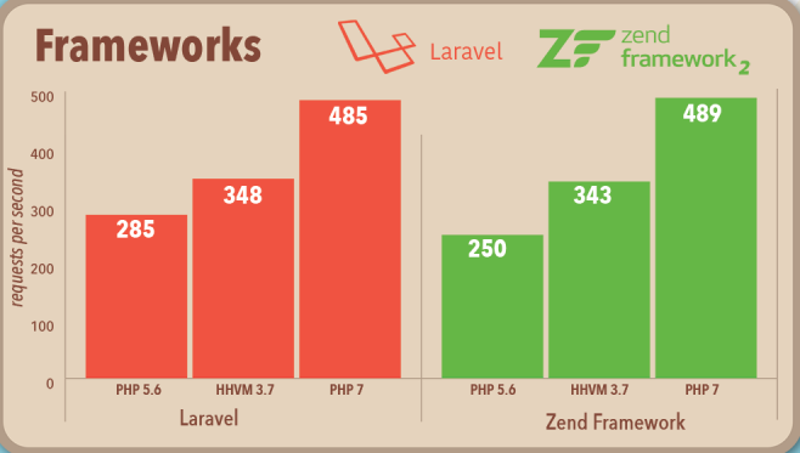 Frameworks
Laravel
zend
framework 2
requests per second
500
400
300
200
100
0
285
348
485
250
343
489
PHP 5.6
HHVM 3.7
PHP 7
PHP 5.6
HHVM 3.7
PHP 7
Laravel
Zend Framework